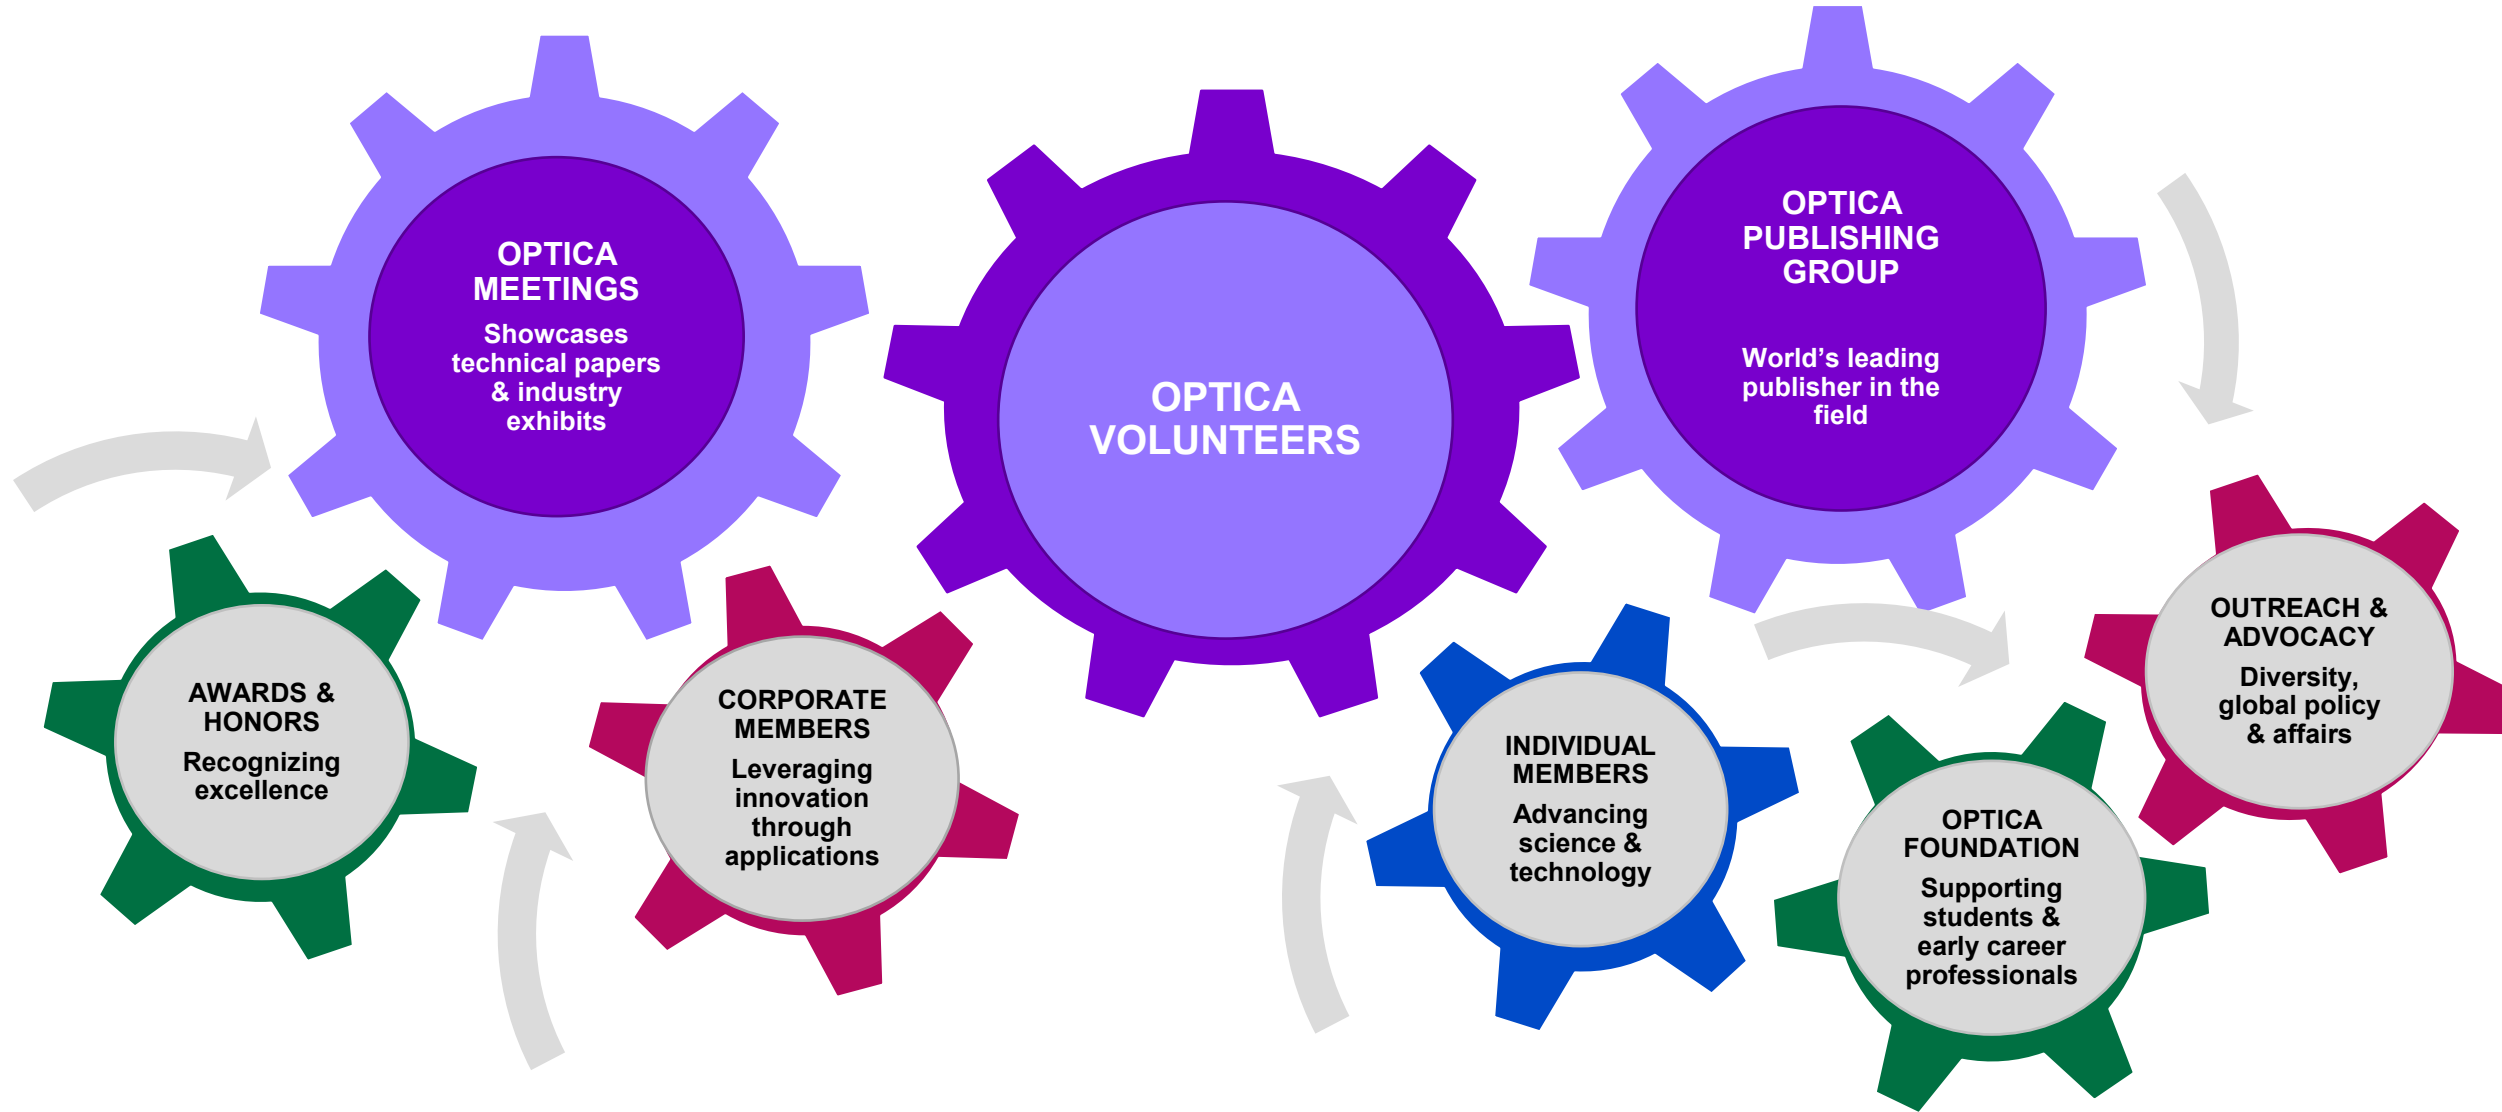 OPTICA
MEETINGS
Showcases
technical papers
& industry
exhibits
OPTICA
VOLUNTEERS
OPTICA
PUBLISHING
GROUP
World’s leading
publisher in the
field
AWARDS &
HONORS
Recognizing
excellence
CORPORATE
MEMBERS
Leveraging
innovation
through
applications
INDIVIDUAL
MEMBERS
Advancing
science &
technology
OPTICA
FOUNDATION
Supporting
students &
early career
professionals
OUTREACH &
ADVOCACY
Diversity,
global policy
& affairs